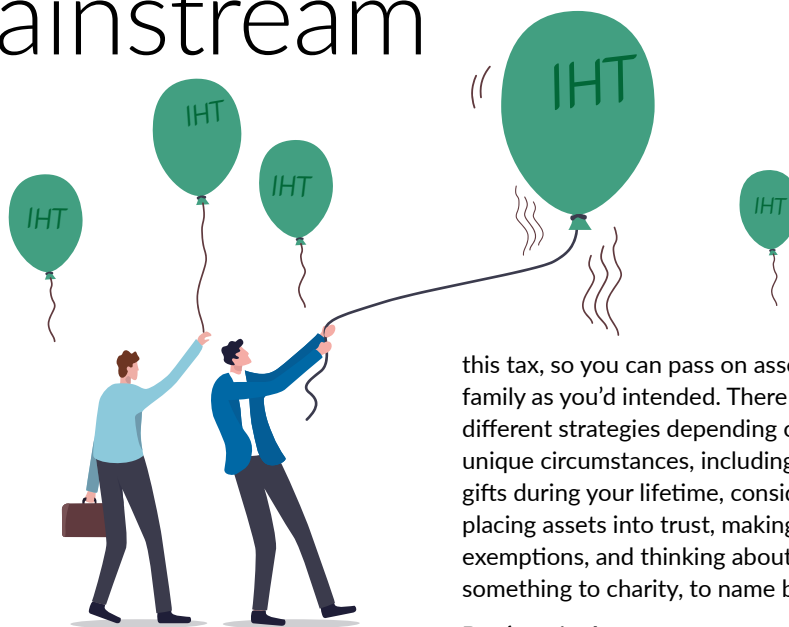 ainstream
IHT
IHT
IHT
IHT
IHT
this tax, so you can pass on asse
family as you’d intended. There
different strategies depending o
unique circumstances, including
gifts during your lifetime, consid
placing assets into trust, making
exemptions, and thinking about
something to charity, to name b